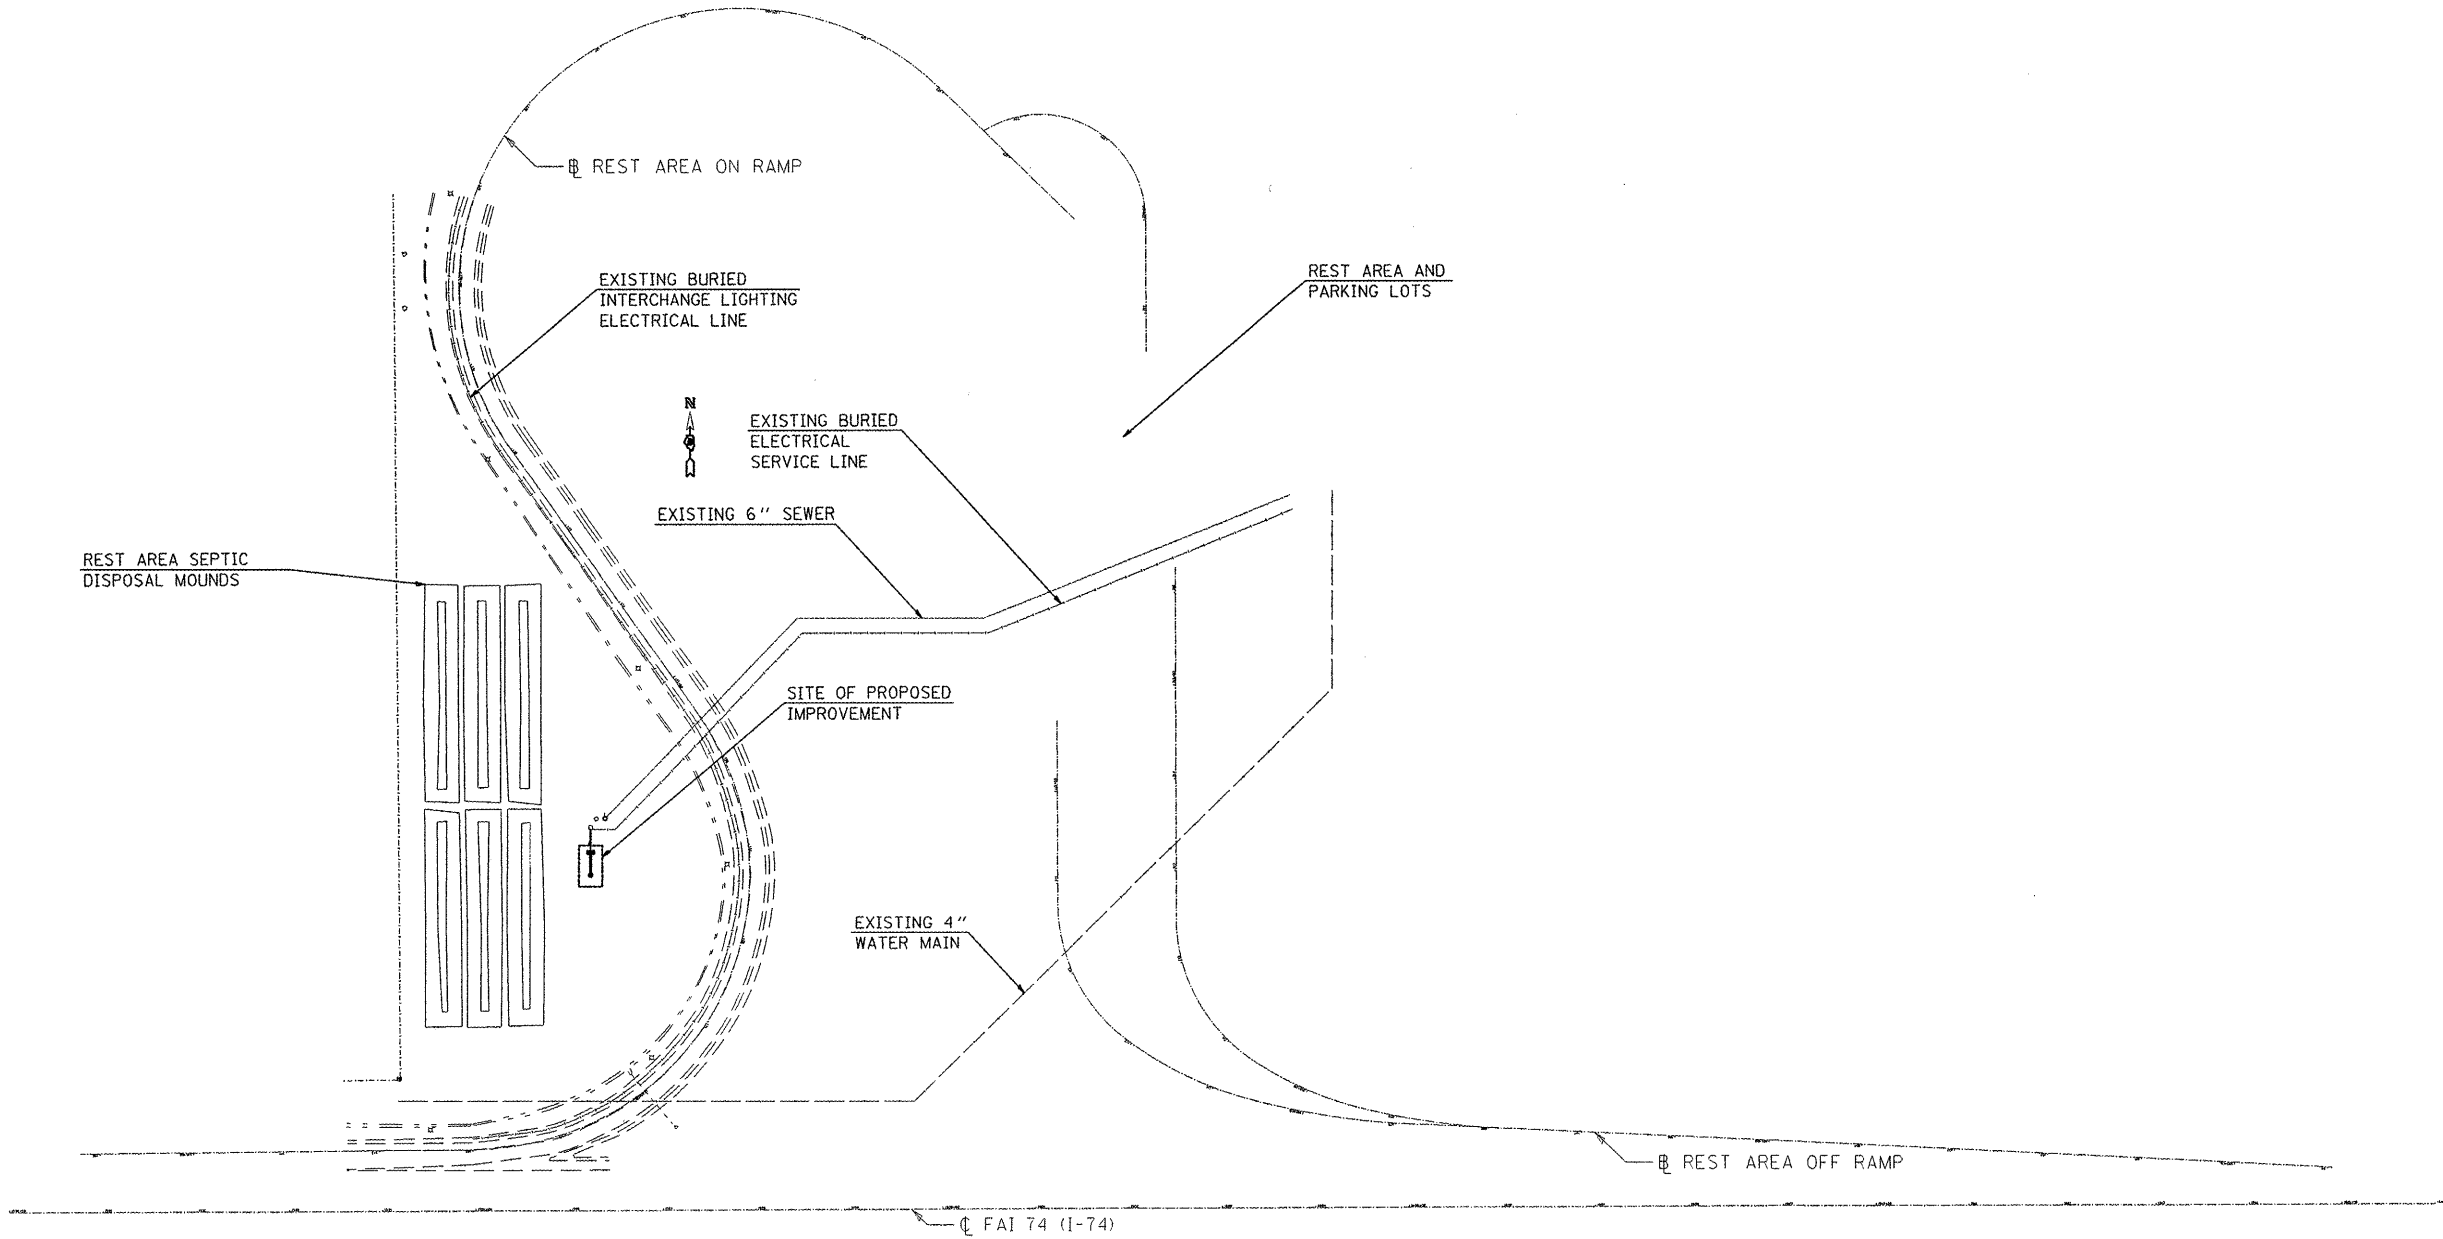 ℔ REST AREA ON RAMP
EXISTING BURIED
INTERCHANGE LIGHTING
ELECTRICAL LINE
REST AREA AND
PARKING LOTS
N
EXISTING BURIED
ELECTRICAL
SERVICE LINE
EXISTING 6" SEWER
REST AREA SEPTIC
DISPOSAL MOUNDS
SITE OF PROPOSED
IMPROVEMENT
EXISTING 4"
WATER MAIN
℔ REST AREA OFF RAMP
℄ FAI 74 (I-74)